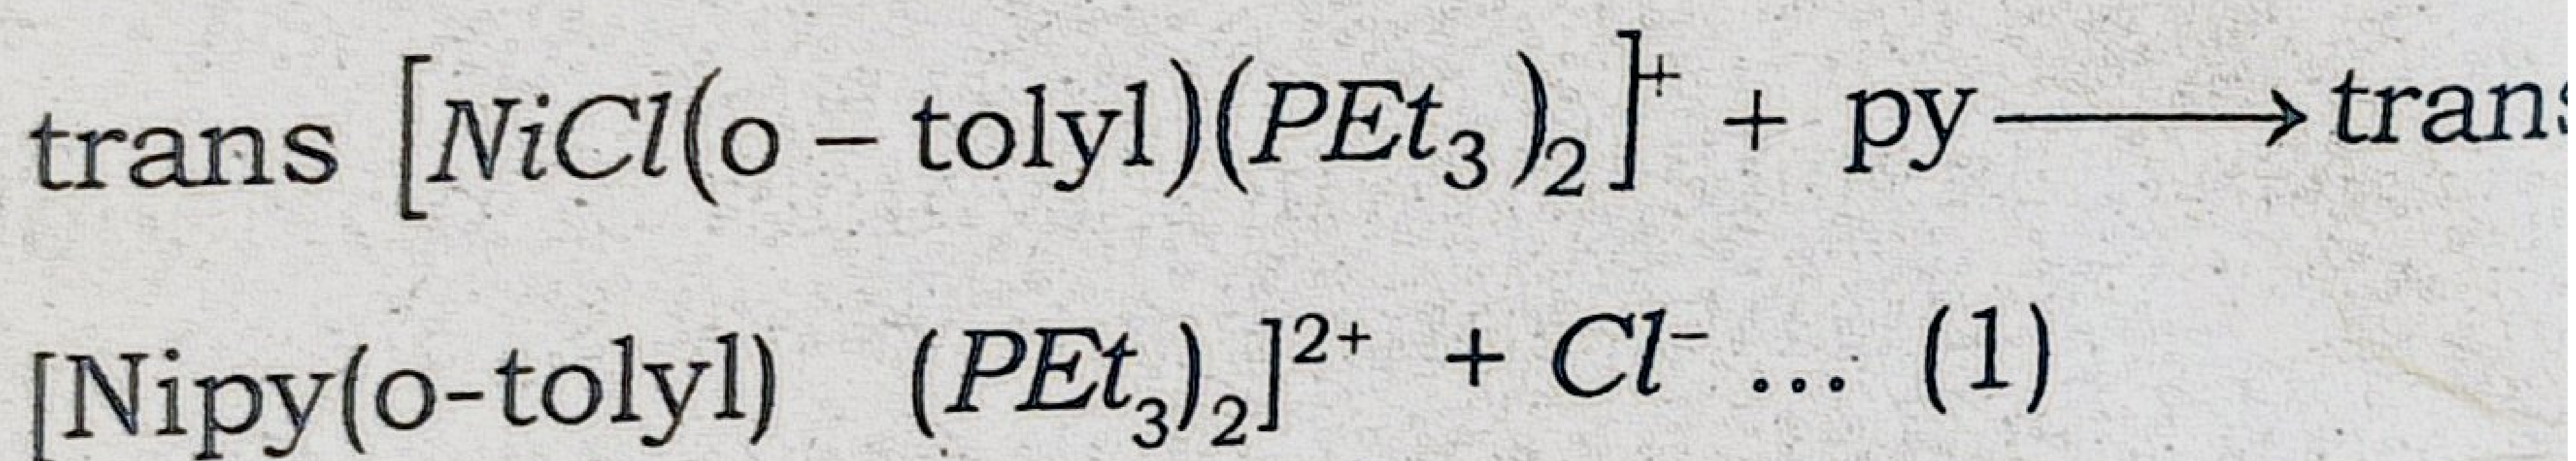 trans [NiCl(o – tolyl)(PEt₃)₂]⁺ + py ⟶ trans
[Nipy(o-tolyl) (PEt₃)₂]²⁺ + Cl⁻ ... (1)